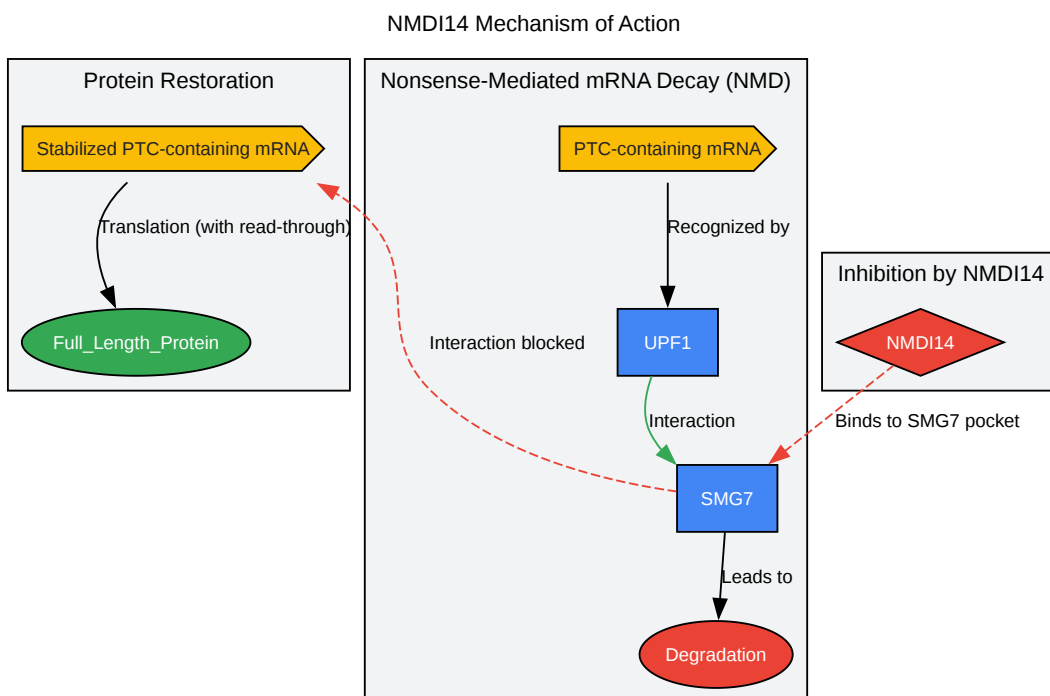 NMDI14 Mechanism of Action
Protein Restoration
Stabilized PTC-containing mRNA
Translation (with read-through)
Full_Length_Protein
Nonsense-Mediated mRNA Decay (NMD)
PTC-containing mRNA
Recognized by
UPF1
Interaction blocked
Interaction
SMG7
Leads to
Degradation
Inhibition by NMDI14
NMDI14
Binds to SMG7 pocket